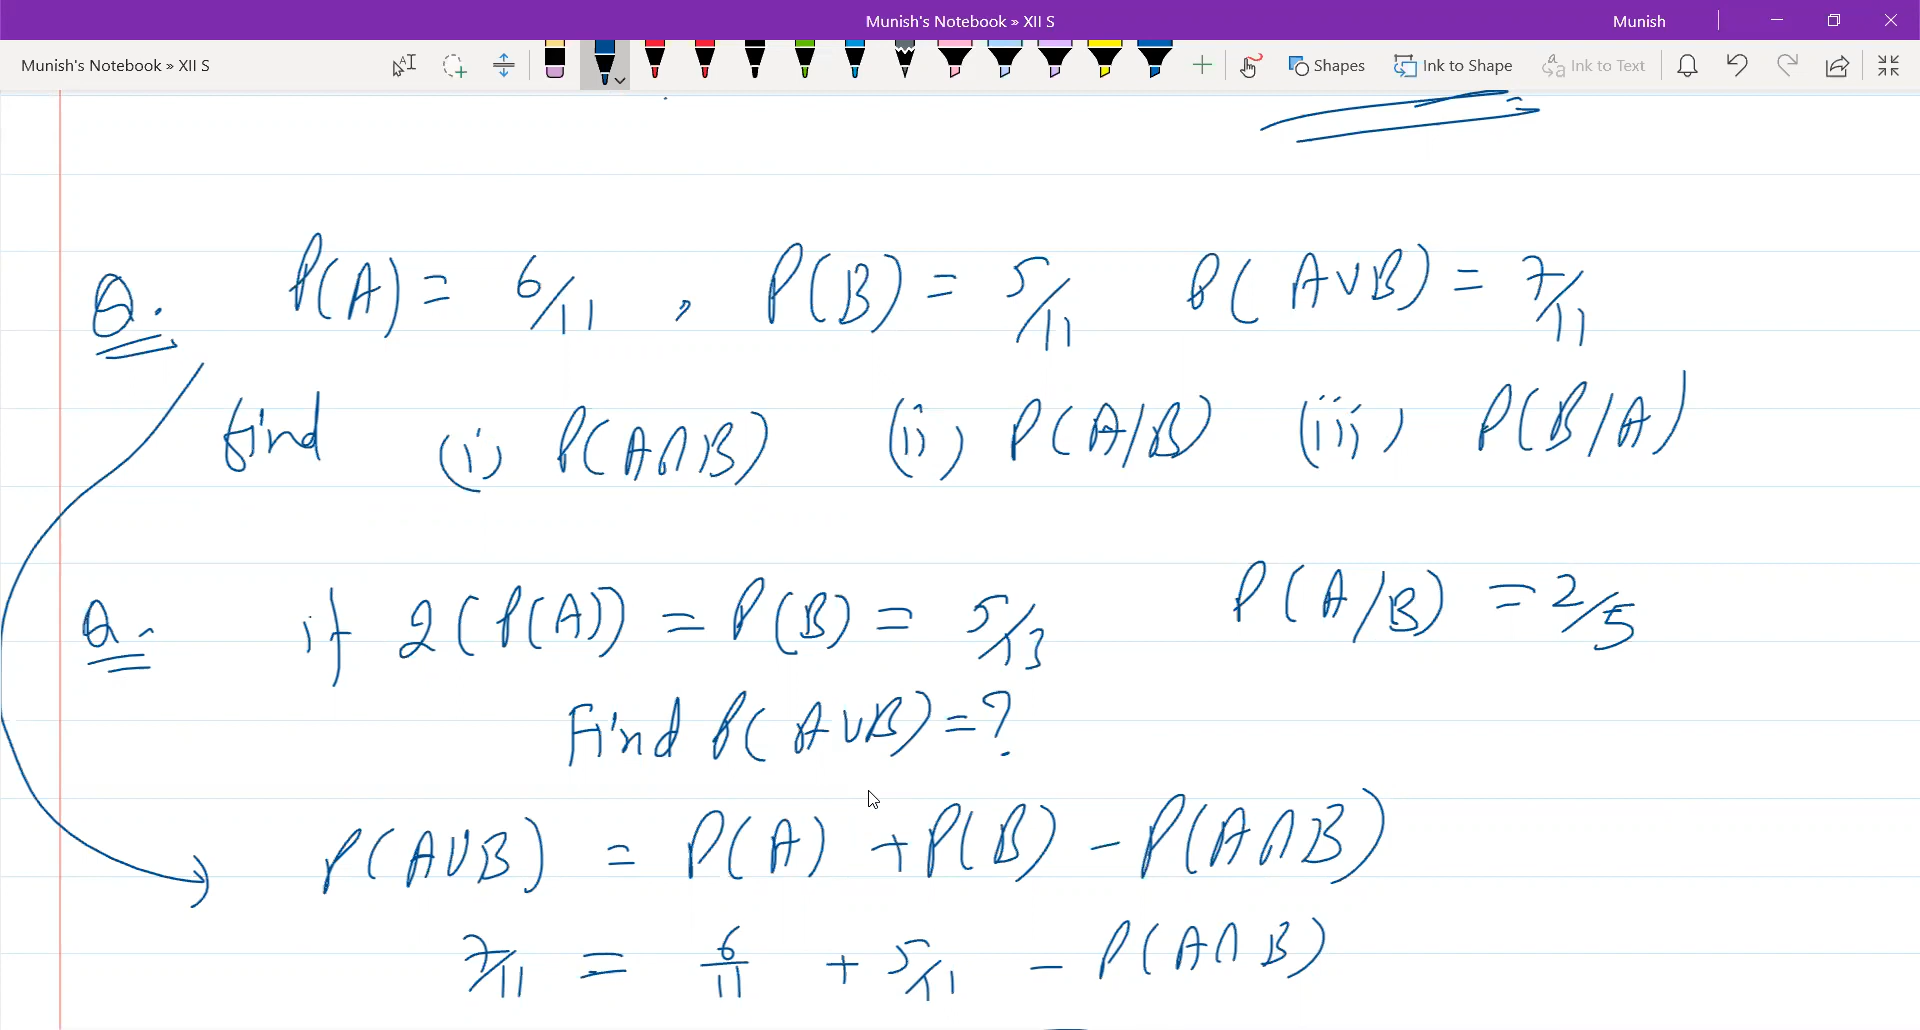 Munish's Notebook » XII S
Munish
Munish's Notebook » XII S
Shapes
Ink to Shape
Ink to Text
Q. P(A) = 6/11 , P(B) = 5/11 P(A∪B) = 7/11
find (i) P(A∩B) (ii) P(A/B) (iii) P(B/A)
Q. if 2(P(A)) = P(B) = 5/13 P(A/B) = 2/5
Find P(A∪B) = ?
P(A∪B) = P(A) + P(B) - P(A∩B)
7/11 = 6/11 + 5/11 - P(A∩B)